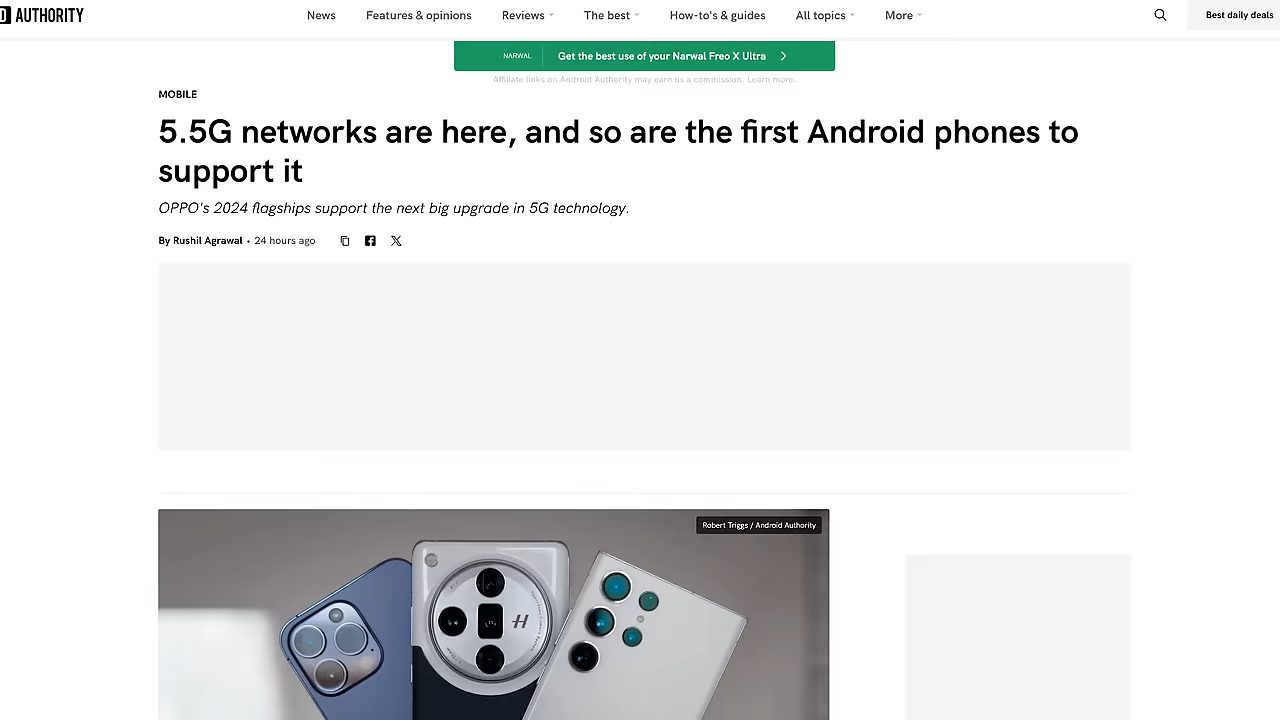 AUTHORITY
News Features & opinions Reviews The best How-to's & guides All topics More Best daily deals
NARWAL Get the best use of your Narwal Freo X Ultra
Affiliate links on Android Authority may earn us a commission. Learn more.
MOBILE
5.5G networks are here, and so are the first Android phones to
support it
OPPO's 2024 flagships support the next big upgrade in 5G technology.
By Rushil Agrawal • 24 hours ago
Robert Triggs / Android Authority
H